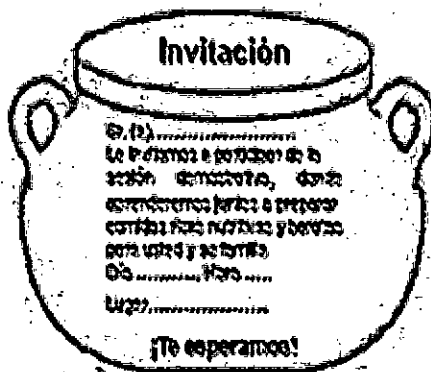 Invitación
Sr. (a)......................
Le invitamos a participar de la
sesión demostrativa, donde
aprenderemos juntos a preparar
comidas ricas nutritivas y baratas
para usted y su familia
Día ............, Hora .....
Lugar......................
¡Te esperamos!